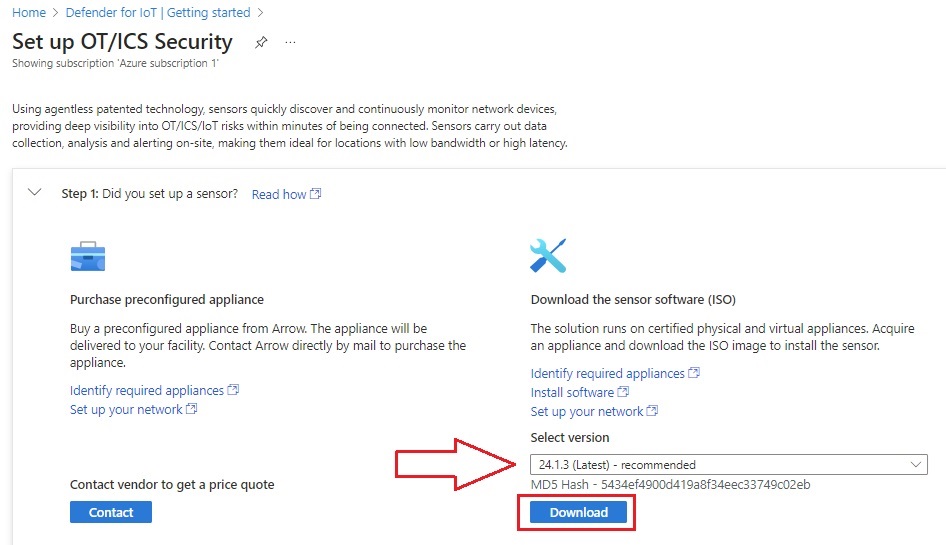 Home > Defender for IoT | Getting started >
Set up OT/ICS Security ...
Showing subscription 'Azure subscription 1'
Using agentless patented technology, sensors quickly discover and continuously monitor network devices,
providing deep visibility into OT/ICS/IoT risks within minutes of being connected. Sensors carry out data
collection, analysis and alerting on-site, making them ideal for locations with low bandwidth or high latency.
Step 1: Did you set up a sensor? Read how
Purchase preconfigured appliance
Buy a preconfigured appliance from Arrow. The appliance will be
delivered to your facility. Contact Arrow directly by mail to purchase the
appliance.
Identify required appliances
Set up your network
Contact vendor to get a price quote
Contact
Download the sensor software (ISO)
The solution runs on certified physical and virtual appliances. Acquire
an appliance and download the ISO image to install the sensor.
Identify required appliances
Install software
Set up your network
Select version
24.1.3 (Latest) - recommended
MD5 Hash - 5434ef4900d419a8f34eec33749c02eb
Download